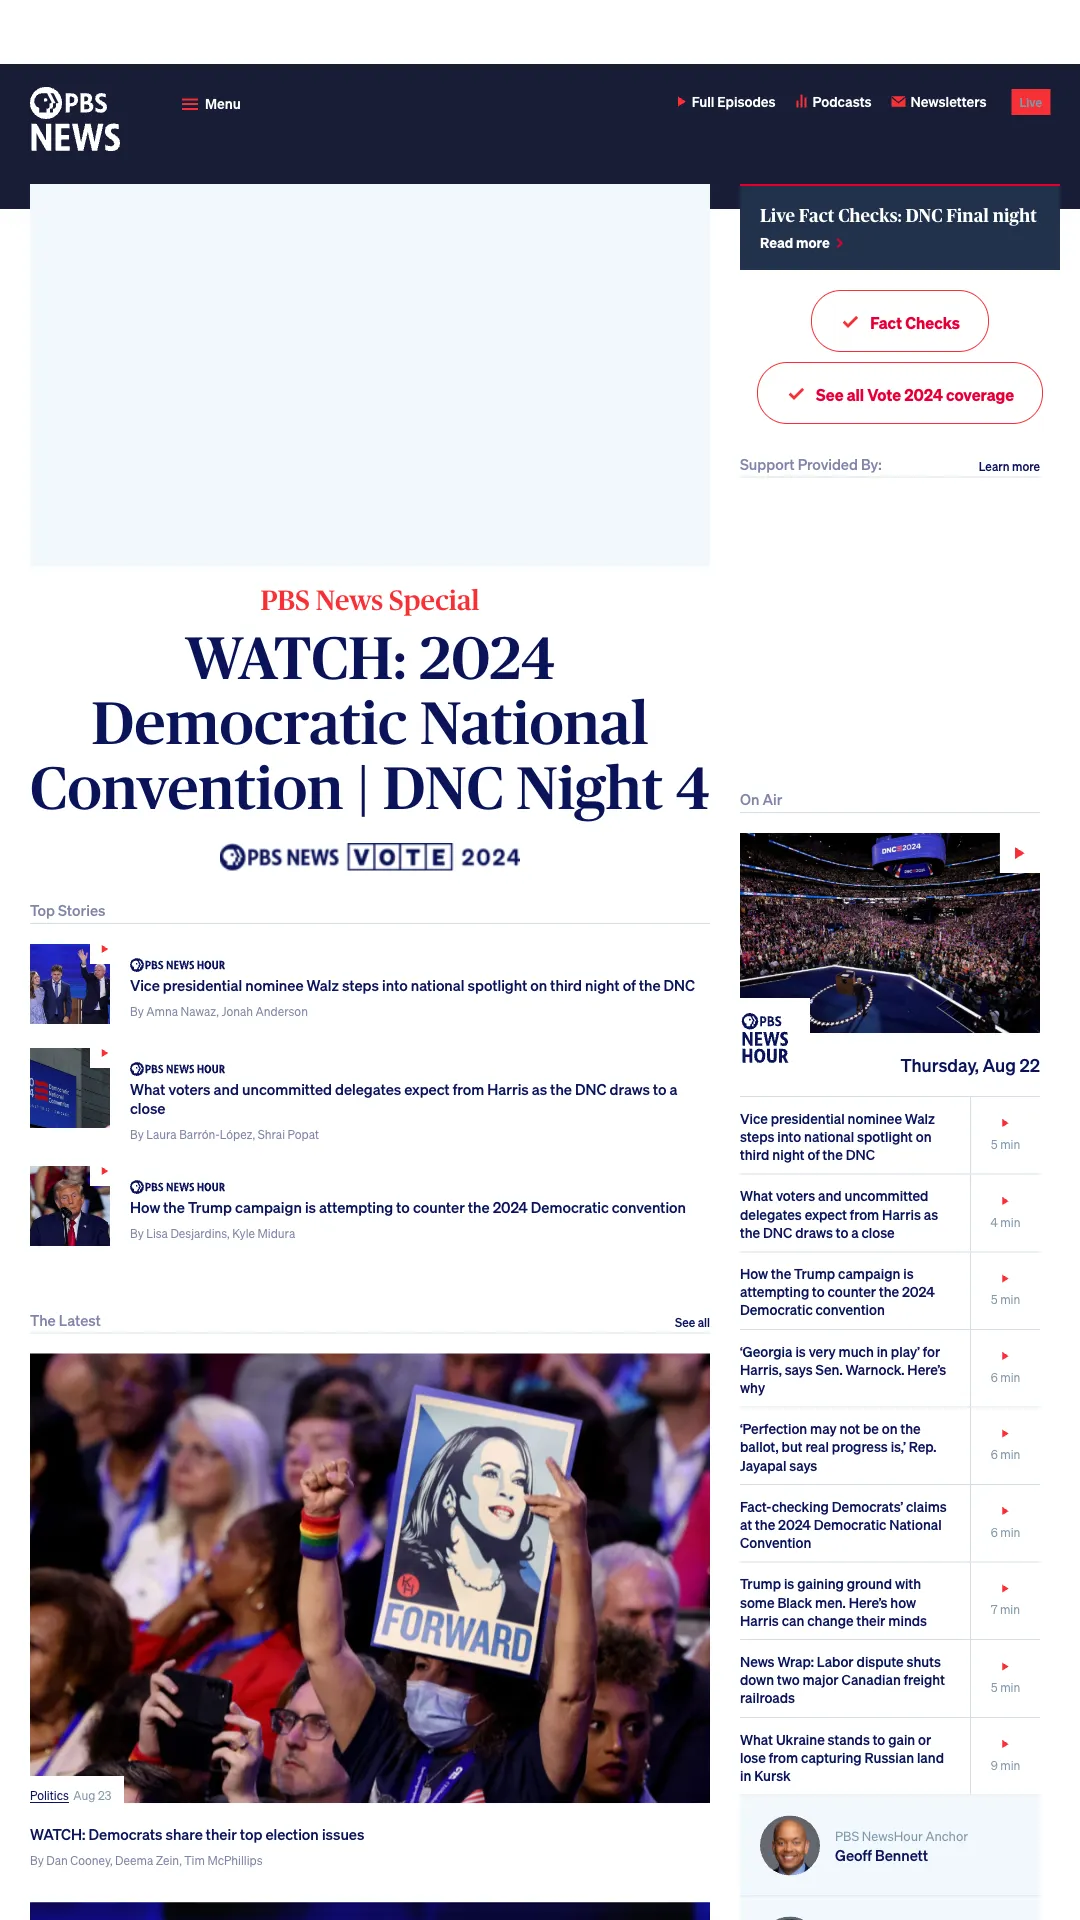 PBS
NEWS
Menu
Full Episodes
Podcasts
Newsletters
Live
Live Fact Checks: DNC Final night
Read more
Fact Checks
See all Vote 2024 coverage
Support Provided By:
Learn more
PBS News Special
WATCH: 2024
Democratic National
Convention | DNC Night 4
PBS NEWS VOTE 2024
Top Stories
PBS NEWS HOUR
Vice presidential nominee Walz steps into national spotlight on third night of the DNC
By Amna Nawaz, Jonah Anderson
PBS NEWS HOUR
What voters and uncommitted delegates expect from Harris as the DNC draws to a
close
By Laura Barrón-López, Shrai Popat
PBS NEWS HOUR
How the Trump campaign is attempting to counter the 2024 Democratic convention
By Lisa Desjardins, Kyle Midura
The Latest
See all
FORWARD
Politics Aug 23
WATCH: Democrats share their top election issues
By Dan Cooney, Deema Zein, Tim McPhillips
On Air
DNC 2024
PBS
NEWS
HOUR
Thursday, Aug 22
Vice presidential nominee Walz
steps into national spotlight on
third night of the DNC
5 min
What voters and uncommitted
delegates expect from Harris as
the DNC draws to a close
4 min
How the Trump campaign is
attempting to counter the 2024
Democratic convention
5 min
‘Georgia is very much in play’ for
Harris, says Sen. Warnock. Here’s
why
6 min
‘Perfection may not be on the
ballot, but real progress is,’ Rep.
Jayapal says
6 min
Fact-checking Democrats’ claims
at the 2024 Democratic National
Convention
6 min
Trump is gaining ground with
some Black men. Here’s how
Harris can change their minds
7 min
News Wrap: Labor dispute shuts
down two major Canadian freight
railroads
5 min
What Ukraine stands to gain or
lose from capturing Russian land
in Kursk
9 min
PBS NewsHour Anchor
Geoff Bennett